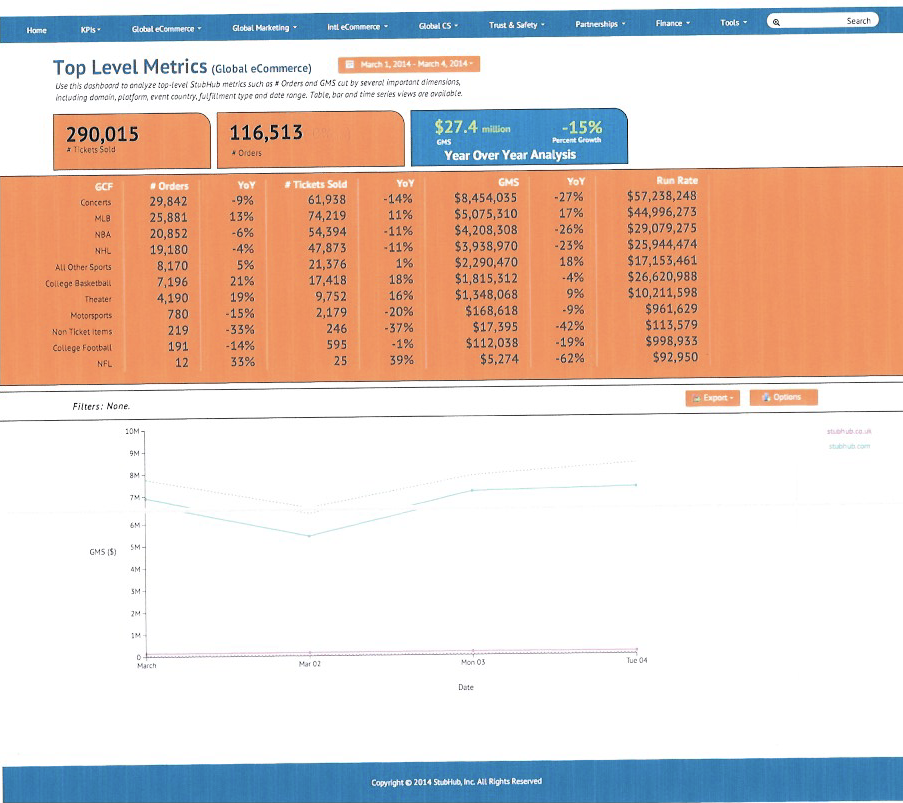 Home KPIs Global eCommerce Global Marketing Intl eCommerce Global CS Trust & Safety Partnerships Finance Tools Search
Top Level Metrics (Global eCommerce) March 1, 2014 - March 4, 2014
Use this dashboard to analyze top-level StubHub metrics such as # Orders and GMS cut by several important dimensions,
including domain, platform, event country, fulfillment type and date range. Table, bar and time series views are available.
290,015 116,513 $27.4 million -15%
# Tickets Sold # Orders GMS Percent Growth
Year Over Year Analysis
GCF # Orders YoY # Tickets Sold YoY GMS YoY Run Rate
Concerts 29,842 -9% 61,938 -14% $8,454,035 -27% $57,238,248
MLB 25,881 13% 74,219 11% $5,075,310 17% $44,996,273
NBA 20,852 -6% 54,394 -11% $4,208,308 -26% $29,079,275
NHL 19,180 -4% 47,873 -11% $3,938,970 -23% $25,944,474
All Other Sports 8,170 5% 21,376 1% $2,290,470 18% $17,153,461
College Basketball 7,196 21% 17,418 18% $1,815,312 -4% $26,620,988
Theater 4,190 19% 9,752 16% $1,348,068 9% $10,211,598
Motorsports 780 -15% 2,179 -20% $168,618 -9% $961,629
Non Ticket Items 219 -33% 246 -37% $17,395 -42% $113,579
College Football 191 -14% 595 -1% $112,038 -19% $998,933
NFL 12 33% 25 39% $5,274 -62% $92,950
Filters: None. Export Options
stubhub.co.uk
stubhub.com
10M
9M
8M
7M
6M
5M
GMS ($)
4M
3M
2M
1M
0
March Mar 02 Mon 03 Tue 04
Date
Copyright © 2014 StubHub, Inc. All Rights Reserved